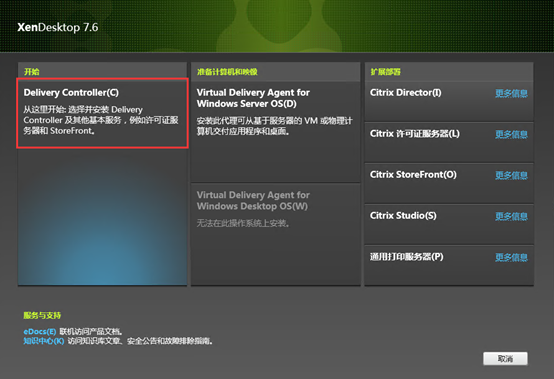 XenDesktop 7.6
开始
Delivery Controller(C)
从这里开始: 选择并安装 Delivery
Controller 及其他基本服务，例如许可证服
务器和 StoreFront。
准备计算机和映像
Virtual Delivery Agent for
Windows Server OS(D)
安装此代理可从基于服务器的 VM 或物理计
算机交付应用程序和桌面。
Virtual Delivery Agent for
Windows Desktop OS(W)
无法在此操作系统上安装。
扩展部署
Citrix Director(I) 更多信息
Citrix 许可证服务器(L) 更多信息
Citrix StoreFront(O) 更多信息
Citrix Studio(S) 更多信息
通用打印服务器(P) 更多信息
服务与支持
eDocs(E) 联机访问产品文档。
知识中心(K) 访问知识库文章、安全公告和故障排除指南。
取消